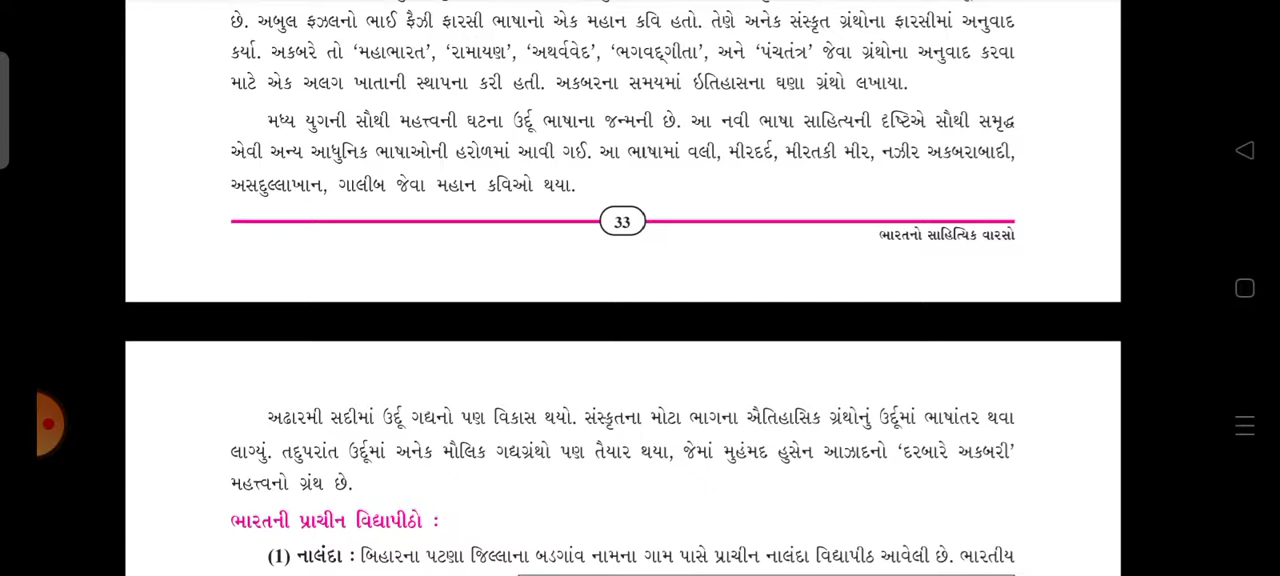 છે. અબુલ ફઝલનો ભાઈ ફૈઝી ફારસી ભાષાનો એક મહાન કવિ હતો. તેણે અનેક સંસ્કૃત ગ્રંથોના ફારસીમાં અનુવાદ
કર્યા. અકબરે તો ‘મહાભારત’, ‘રામાયણ’, ‘અથર્વવેદ’, ‘ભગવદ્ગીતા’, અને ‘પંચતંત્ર’ જેવા ગ્રંથોના અનુવાદ કરવા
માટે એક અલગ ખાતાની સ્થાપના કરી હતી. અકબરના સમયમાં ઇતિહાસના ઘણા ગ્રંથો લખાયા.
મધ્ય યુગની સૌથી મહત્ત્વની ઘટના ઉર્દૂ ભાષાના જન્મની છે. આ નવી ભાષા સાહિત્યની દૃષ્ટિએ સૌથી સમૃદ્ધ
એવી અન્ય આધુનિક ભાષાઓની હરોળમાં આવી ગઈ. આ ભાષામાં વલી, મીરદર્દ, મીરતકી મીર, નઝીર અકબરાબાદી,
અસદુલ્લાખાન, ગાલીબ જેવા મહાન કવિઓ થયા.
33
ભારતનો સાહિત્યિક વારસો
અઢારમી સદીમાં ઉર્દૂ ગદ્યનો પણ વિકાસ થયો. સંસ્કૃતના મોટા ભાગના ઐતિહાસિક ગ્રંથોનું ઉર્દૂમાં ભાષાંતર થવા
લાગ્યું. તદુપરાંત ઉર્દૂમાં અનેક મૌલિક ગદ્યગ્રંથો પણ તૈયાર થયા, જેમાં મુહંમદ હુસેન આઝાદનો ‘દરબારે અકબરી’
મહત્ત્વનો ગ્રંથ છે.
ભારતની પ્રાચીન વિદ્યાપીઠો :
(1) નાલંદા : બિહારના પટણા જિલ્લાના બડગાંવ નામના ગામ પાસે પ્રાચીન નાલંદા વિદ્યાપીઠ આવેલી છે. ભારતીય